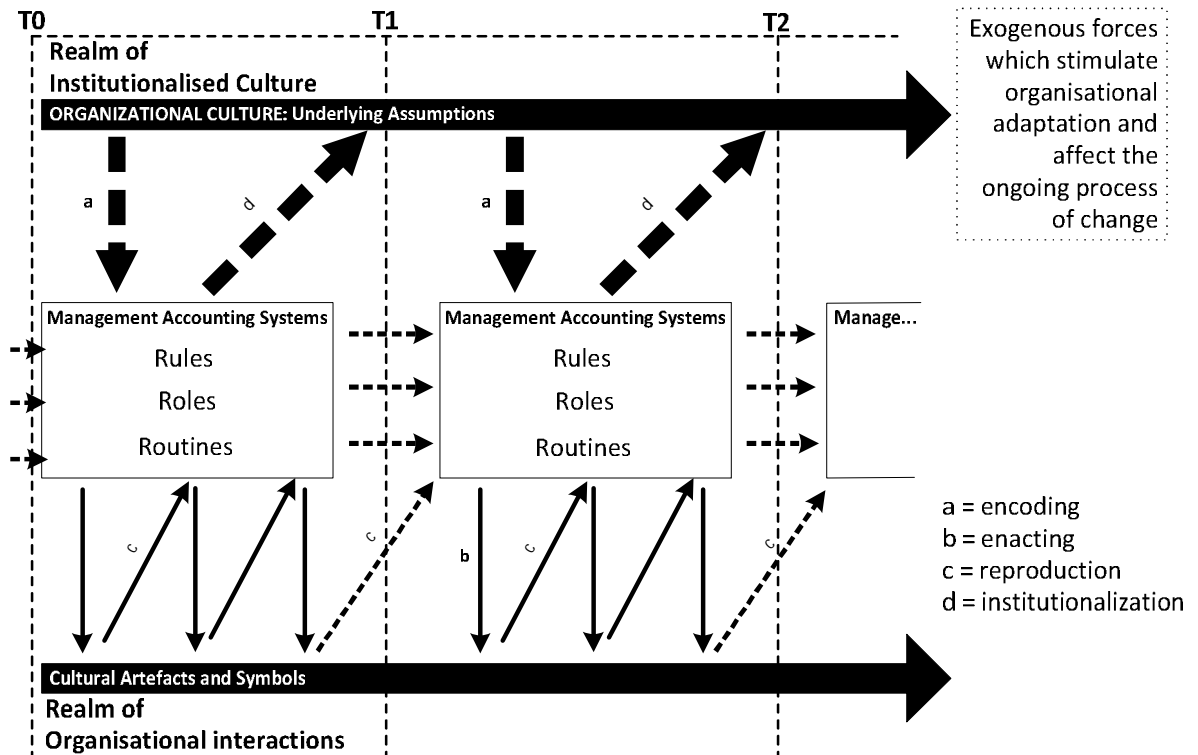 T0
T1
T2
Realm of
Institutionalised Culture
ORGANIZATIONAL CULTURE: Underlying Assumptions
Exogenous forces
which stimulate
organisational
adaptation and
affect the
ongoing process
of change
a
d
a
d
Management Accounting Systems
Rules
Roles
Routines
Management Accounting Systems
Rules
Roles
Routines
Manage...
c
c
b
c
c
a = encoding
b = enacting
c = reproduction
d = institutionalization
Cultural Artefacts and Symbols
Realm of
Organisational interactions